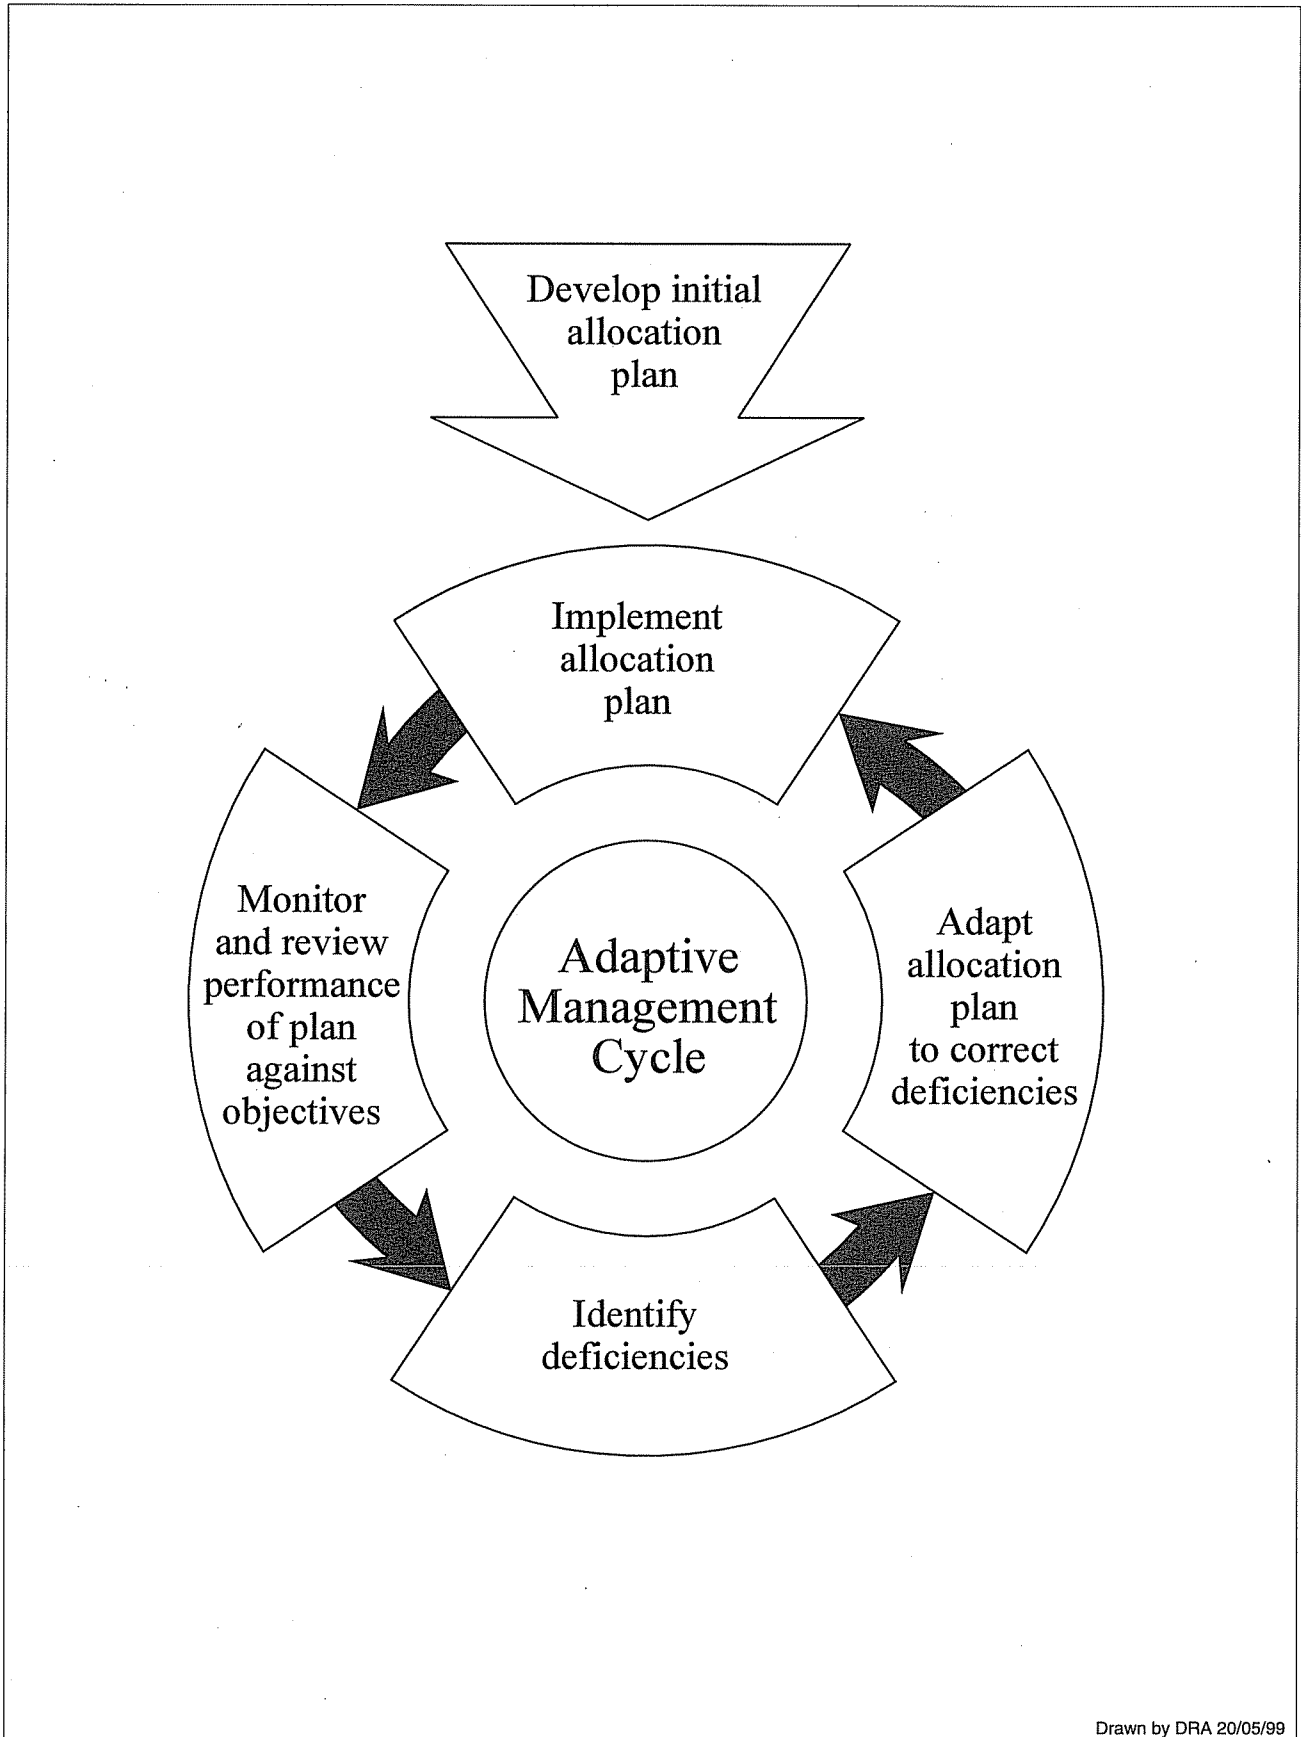 Develop initial
allocation
plan
Implement
allocation
plan
Monitor
and review
performance
of plan
against
objectives
Adaptive
Management
Cycle
Adapt
allocation
plan
to correct
deficiencies
Identify
deficiencies
Drawn by DRA 20/05/99